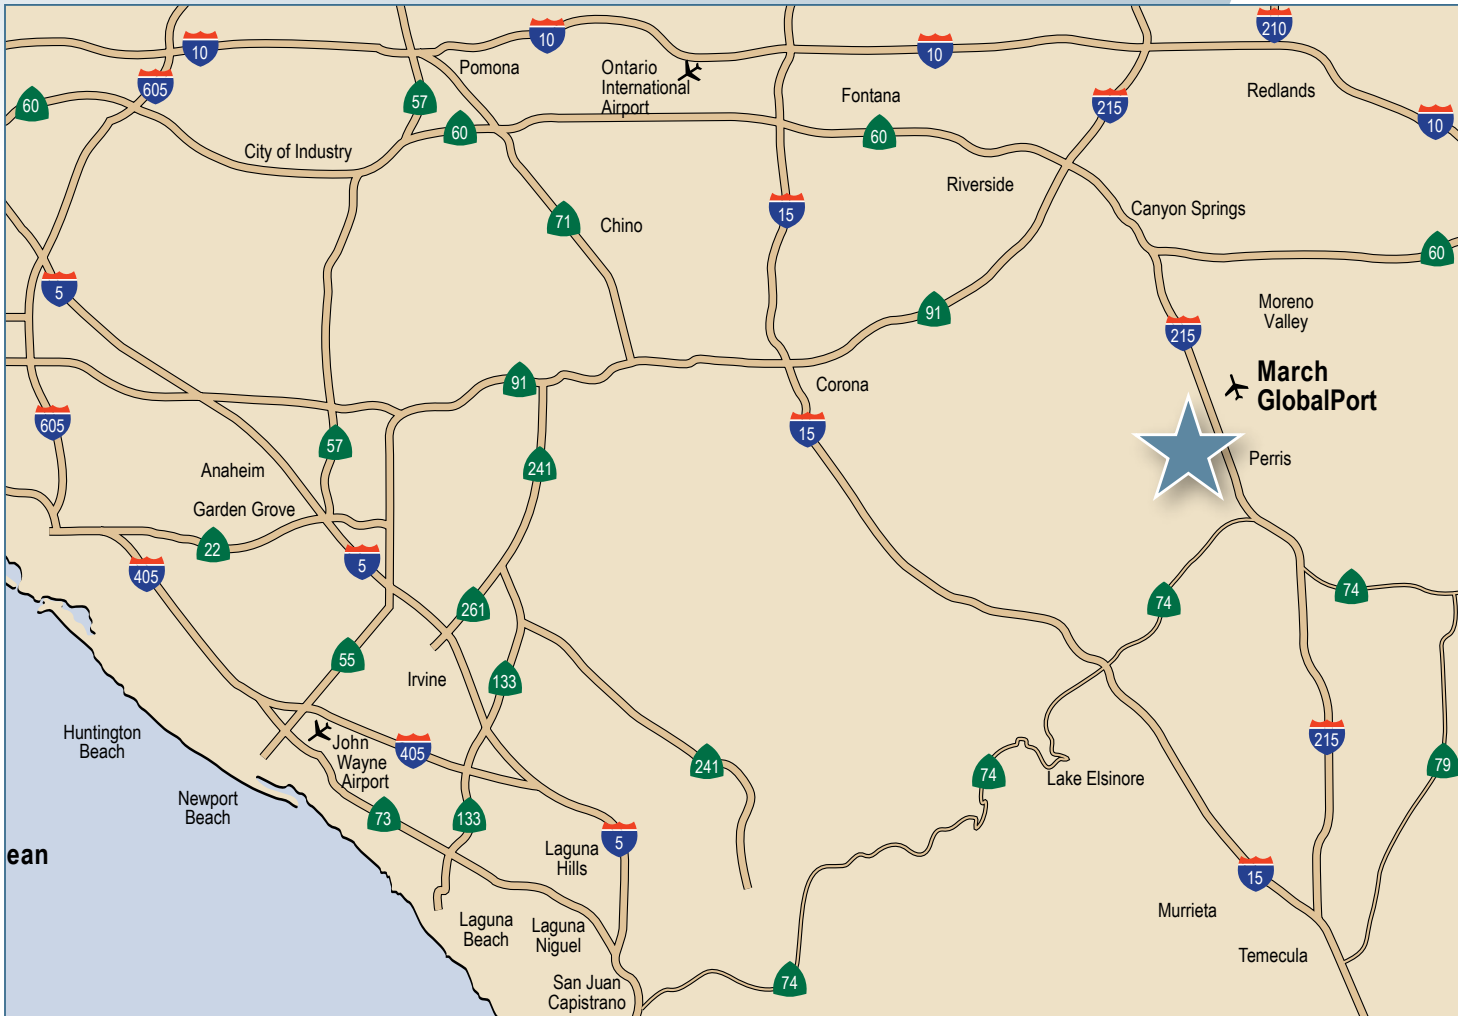 210
10
10
10
Pomona
Ontario
International
Airport
605
57
Fontana
Redlands
60
215
10
60
60
City of Industry
Riverside
Canyon Springs
15
71
Chino
60
5
91
Moreno
Valley
215
March
GlobalPort
91
Corona
605
15
57
Anaheim
241
Perris
Garden Grove
22
5
405
74
74
261
55
Irvine
133
Huntington
Beach
John
Wayne
Airport
405
215
241
74
Lake Elsinore
79
Newport
Beach
73
133
5
ean
Laguna
Hills
15
Murrieta
Laguna
Beach
Laguna
Niguel
Temecula
San Juan
Capistrano
74